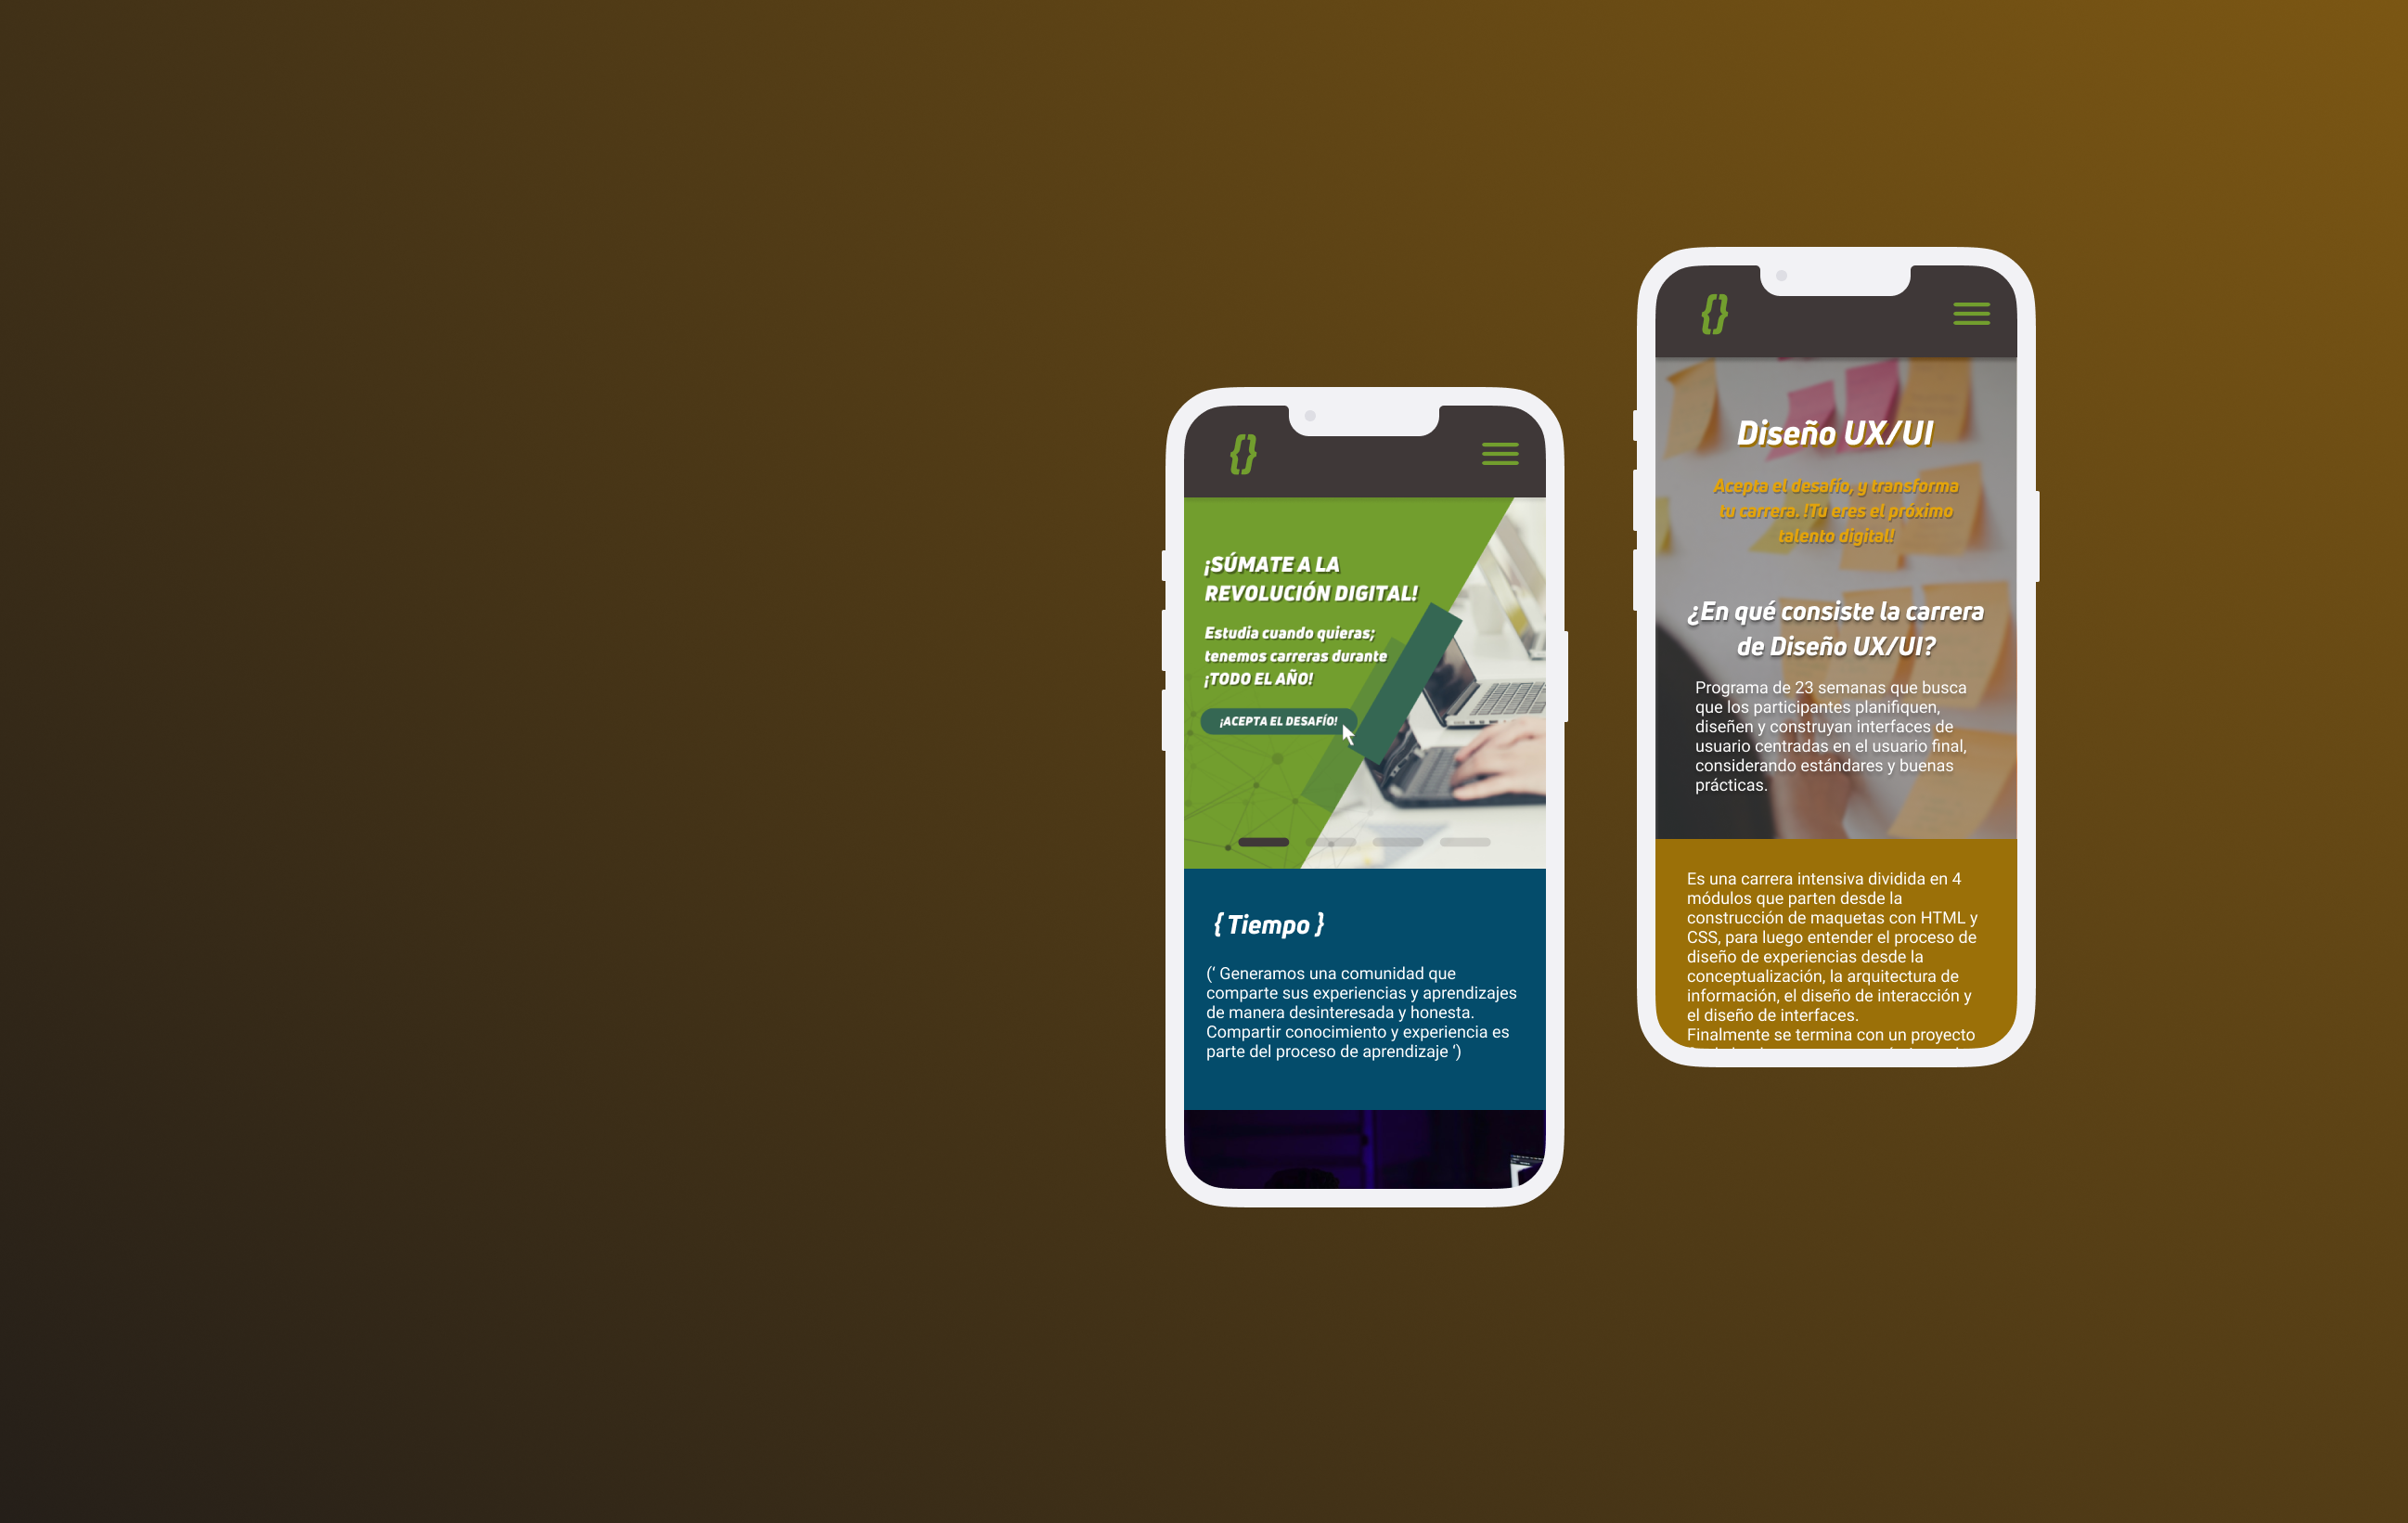 {}
¡SÚMATE A LA
REVOLUCIÓN DIGITAL!
Estudia cuando quieras;
tenemos carreras durante
¡TODO EL AÑO!
¡ACEPTA EL DESAFÍO!
{ Tiempo }
(‘ Generamos una comunidad que
comparte sus experiencias y aprendizajes
de manera desinteresada y honesta.
Compartir conocimiento y experiencia es
parte del proceso de aprendizaje ‘)
{}
Diseño UX/UI
Acepta el desafío, y transforma
tu carrera. !Tu eres el próximo
talento digital!
¿En qué consiste la carrera
de Diseño UX/UI?
Programa de 23 semanas que busca
que los participantes planifiquen,
diseñen y construyan interfaces de
usuario centradas en el usuario final,
considerando estándares y buenas
prácticas.
Es una carrera intensiva dividida en 4
módulos que parten desde la
construcción de maquetas con HTML y
CSS, para luego entender el proceso de
diseño de experiencias desde la
conceptualización, la arquitectura de
información, el diseño de interacción y
el diseño de interfaces.
Finalmente se termina con un proyecto